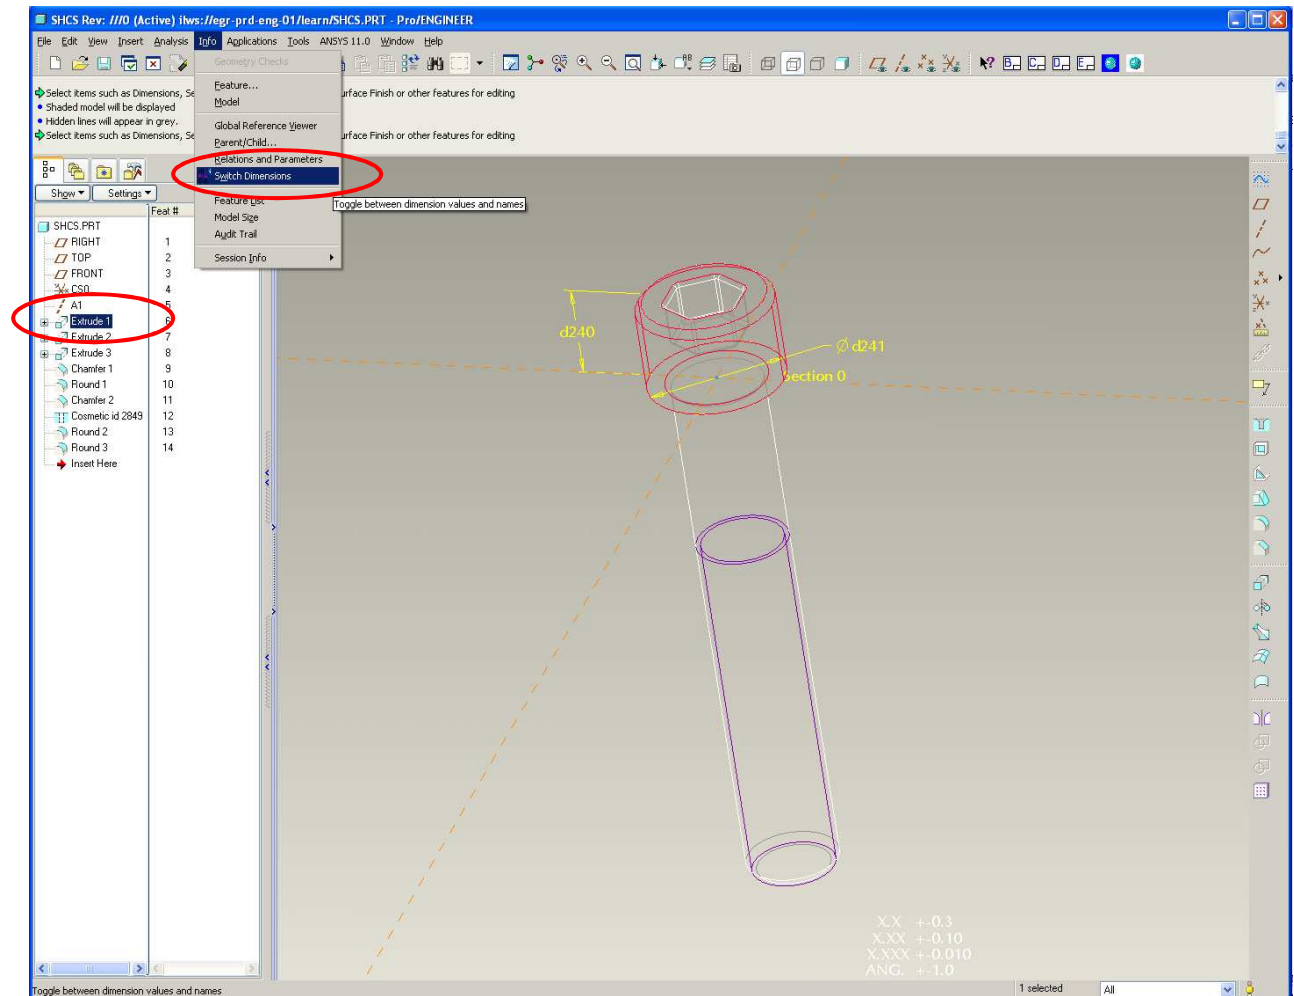 SHCS Rev: ///0 (Active) ilws://egr-prd-eng-01/learn/SHCS.PRT - Pro/ENGINEER
File Edit View Insert Analysis Info Applications Tools ANSYS 11.0 Window Help
Geometry Checks
Feature...
Model
Global Reference Viewer
Parent/Child...
Relations and Parameters
Switch Dimensions
Feature List
Model Size
Audit Trail
Session Info
Toggle between dimension values and names
Select items such as Dimensions, Se urface Finish or other features for editing
Shaded model will be displayed
Hidden lines will appear in grey.
Select items such as Dimensions, Se urface Finish or other features for editing
Show Settings
Feat #
SHCS.PRT
RIGHT 1
TOP 2
FRONT 3
CS0 4
A1 5
Extrude 1 6
Extrude 2 7
Extrude 3 8
Chamfer 1 9
Round 1 10
Chamfer 2 11
Cosmetic id 2849 12
Round 2 13
Round 3 14
Insert Here
d240
Ø d241
Section 0
X.X +-0.3
X.XX +-0.10
X.XXX +-0.010
ANG. +-1.0
Toggle between dimension values and names
1 selected
All